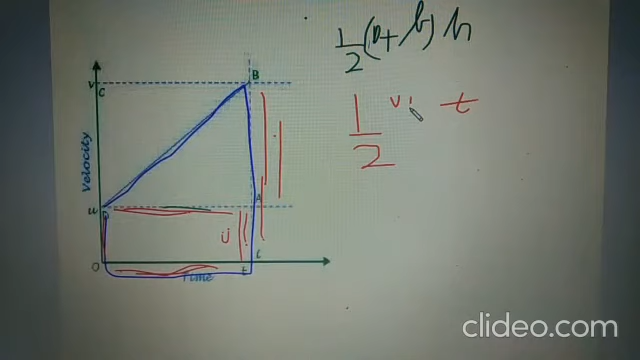 1/2 (b + b) h
1/2 v t
v
C
B
Velocity
u
D
A
u
O
t
t
Time
clideo.com